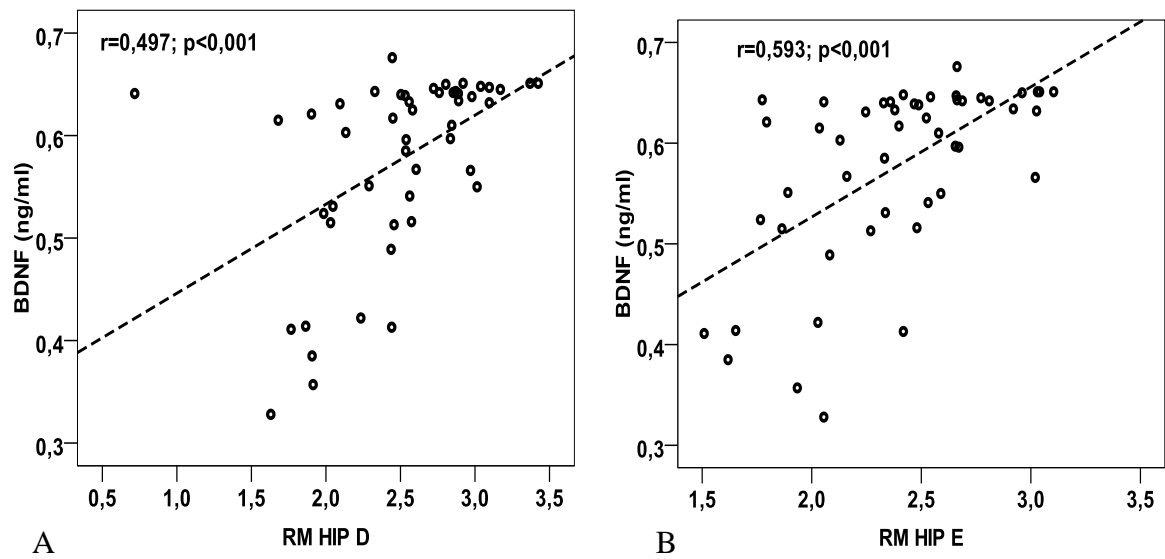 r=0,497; p<0,001
BDNF (ng/ml)
0,7
0,6
0,5
0,4
0,3
0,5 1,0 1,5 2,0 2,5 3,0 3,5
RM HIP D
A
r=0,593; p<0,001
BDNF (ng/ml)
0,7
0,6
0,5
0,4
0,3
1,5 2,0 2,5 3,0 3,5
RM HIP E
B